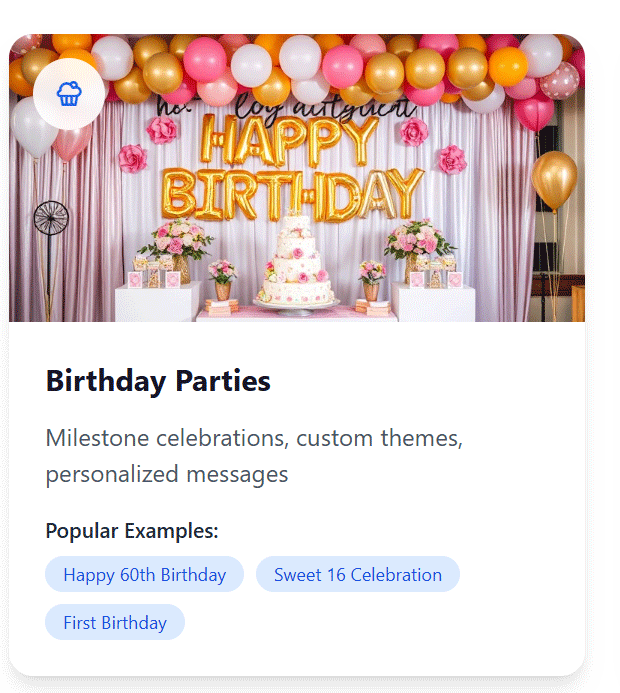 HAPPY
BIRTHDAY
Birthday Parties
Milestone celebrations, custom themes,
personalized messages
Popular Examples:
Happy 60th Birthday
Sweet 16 Celebration
First Birthday